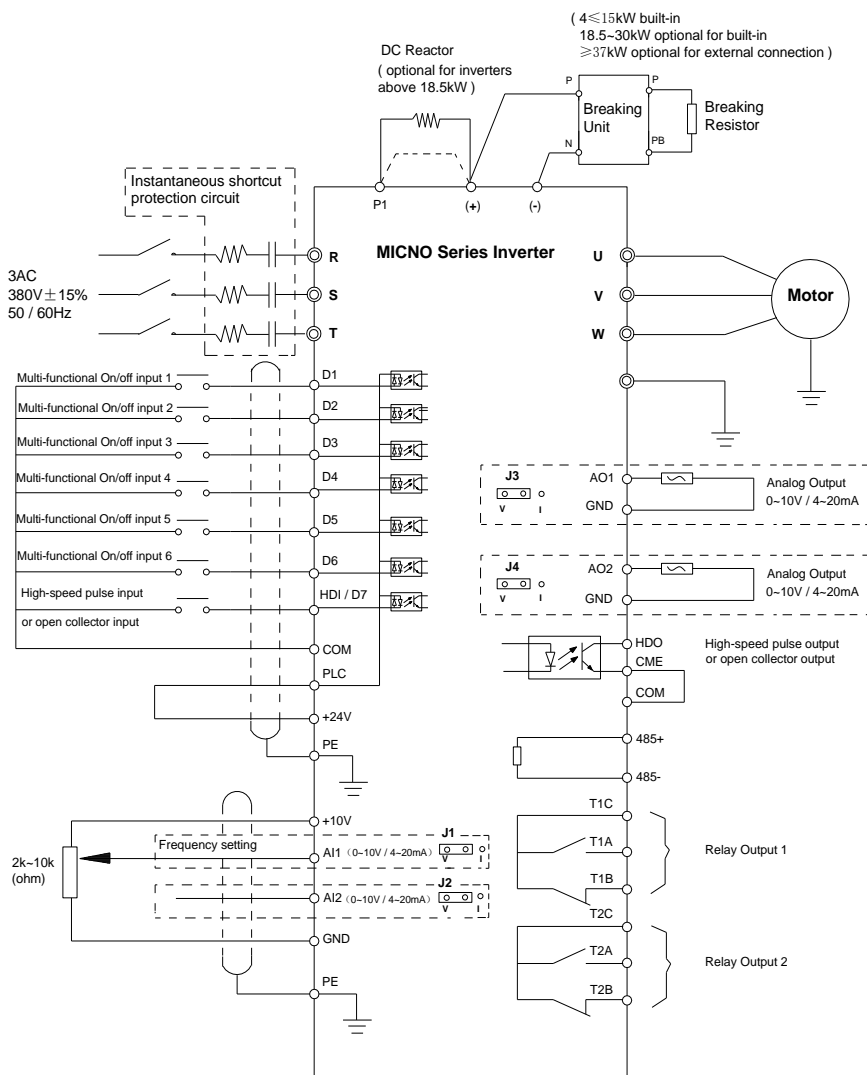 ( 4≤15kW built-in
18.5~30kW optional for built-in
≥37kW optional for external connection )
DC Reactor
( optional for inverters
above 18.5kW )
P
P
Breaking
Unit
N
PB
Breaking
Resistor
Instantaneous shortcut
protection circuit
P1
(+)
(-)
MICNO Series Inverter
3AC
380V±15%
50 / 60Hz
R
S
T
U
V
W
Motor
Multi-functional On/off input 1
D1
Multi-functional On/off input 2
D2
Multi-functional On/off input 3
D3
Multi-functional On/off input 4
D4
Multi-functional On/off input 5
D5
Multi-functional On/off input 6
D6
High-speed pulse input
or open collector input
HDI / D7
COM
PLC
+24V
PE
J3
V
I
AO1
GND
Analog Output
0~10V / 4~20mA
J4
V
I
AO2
GND
Analog Output
0~10V / 4~20mA
HDO
CME
COM
High-speed pulse output
or open collector output
485+
485-
+10V
2k~10k
(ohm)
Frequency setting
AI1（0~10V / 4~20mA）
J1
V
I
AI2（0~10V / 4~20mA）
J2
V
I
GND
PE
T1C
T1A
T1B
Relay Output 1
T2C
T2A
T2B
Relay Output 2